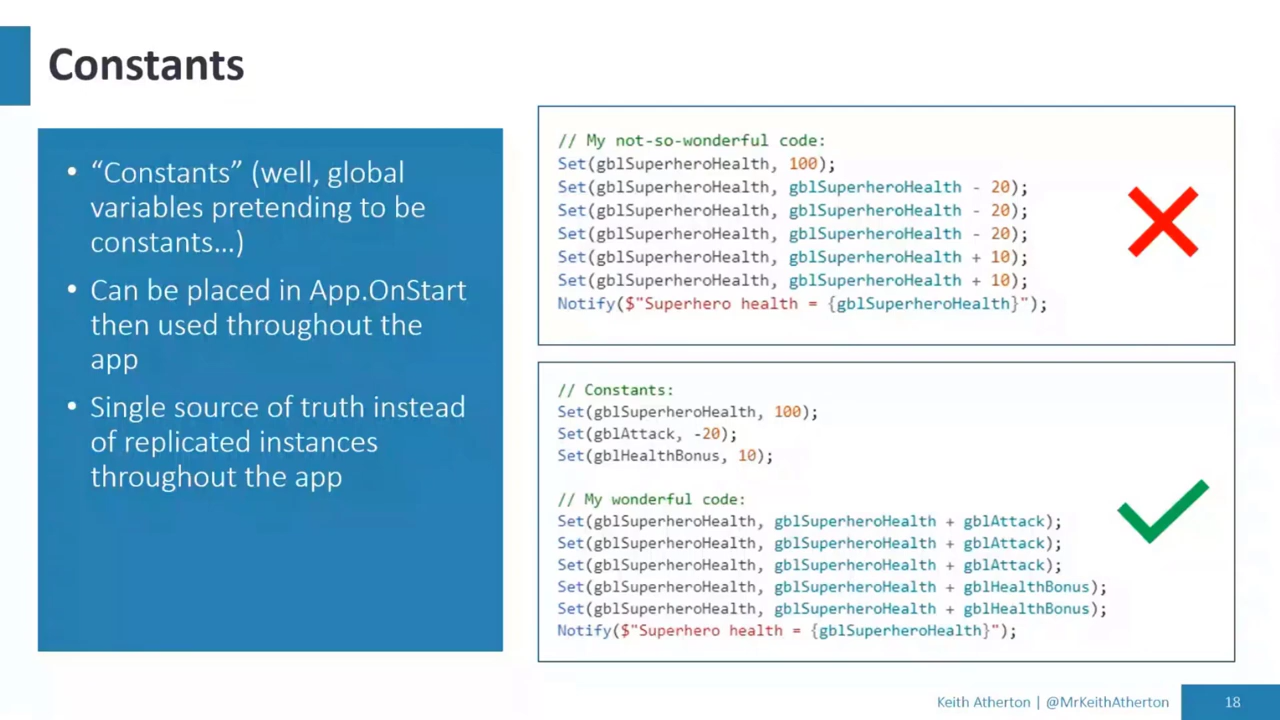 Constants
• “Constants” (well, global
variables pretending to be
constants…)
• Can be placed in App.OnStart
then used throughout the
app
• Single source of truth instead
of replicated instances
throughout the app
// My not-so-wonderful code:
Set(gblSuperheroHealth, 100);
Set(gblSuperheroHealth, gblSuperheroHealth - 20);
Set(gblSuperheroHealth, gblSuperheroHealth - 20);
Set(gblSuperheroHealth, gblSuperheroHealth - 20);
Set(gblSuperheroHealth, gblSuperheroHealth + 10);
Set(gblSuperheroHealth, gblSuperheroHealth + 10);
Notify($"Superhero health = {gblSuperheroHealth}");
// Constants:
Set(gblSuperheroHealth, 100);
Set(gblAttack, -20);
Set(gblHealthBonus, 10);
// My wonderful code:
Set(gblSuperheroHealth, gblSuperheroHealth + gblAttack);
Set(gblSuperheroHealth, gblSuperheroHealth + gblAttack);
Set(gblSuperheroHealth, gblSuperheroHealth + gblAttack);
Set(gblSuperheroHealth, gblSuperheroHealth + gblHealthBonus);
Set(gblSuperheroHealth, gblSuperheroHealth + gblHealthBonus);
Notify($"Superhero health = {gblSuperheroHealth}");
Keith Atherton | @MrKeithAtherton
18